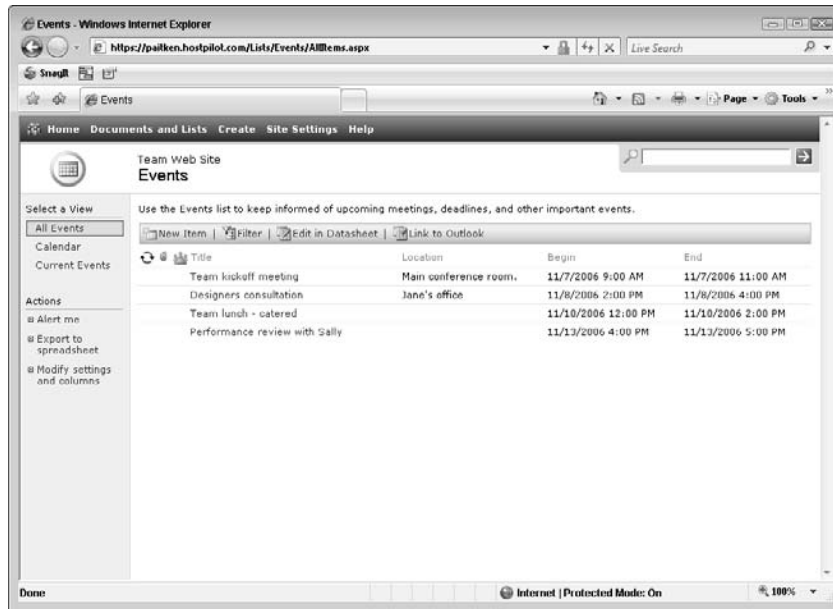 Events - Windows Internet Explorer
https://paitken.hostpilot.com/Lists/Events/AllItems.aspx
Live Search
SnagIt
Events
Page
Tools
Home Documents and Lists Create Site Settings Help
Team Web Site
Events
Select a View
All Events
Calendar
Current Events
Actions
Alert me
Export to
spreadsheet
Modify settings
and columns
Use the Events list to keep informed of upcoming meetings, deadlines, and other important events.
New Item | Filter | Edit in Datasheet | Link to Outlook
Title Location Begin End
Team kickoff meeting Main conference room. 11/7/2006 9:00 AM 11/7/2006 11:00 AM
Designers consultation Jane's office 11/8/2006 2:00 PM 11/8/2006 4:00 PM
Team lunch - catered 11/10/2006 12:00 PM 11/10/2006 2:00 PM
Performance review with Sally 11/13/2006 4:00 PM 11/13/2006 5:00 PM
Done
Internet | Protected Mode: On
100%